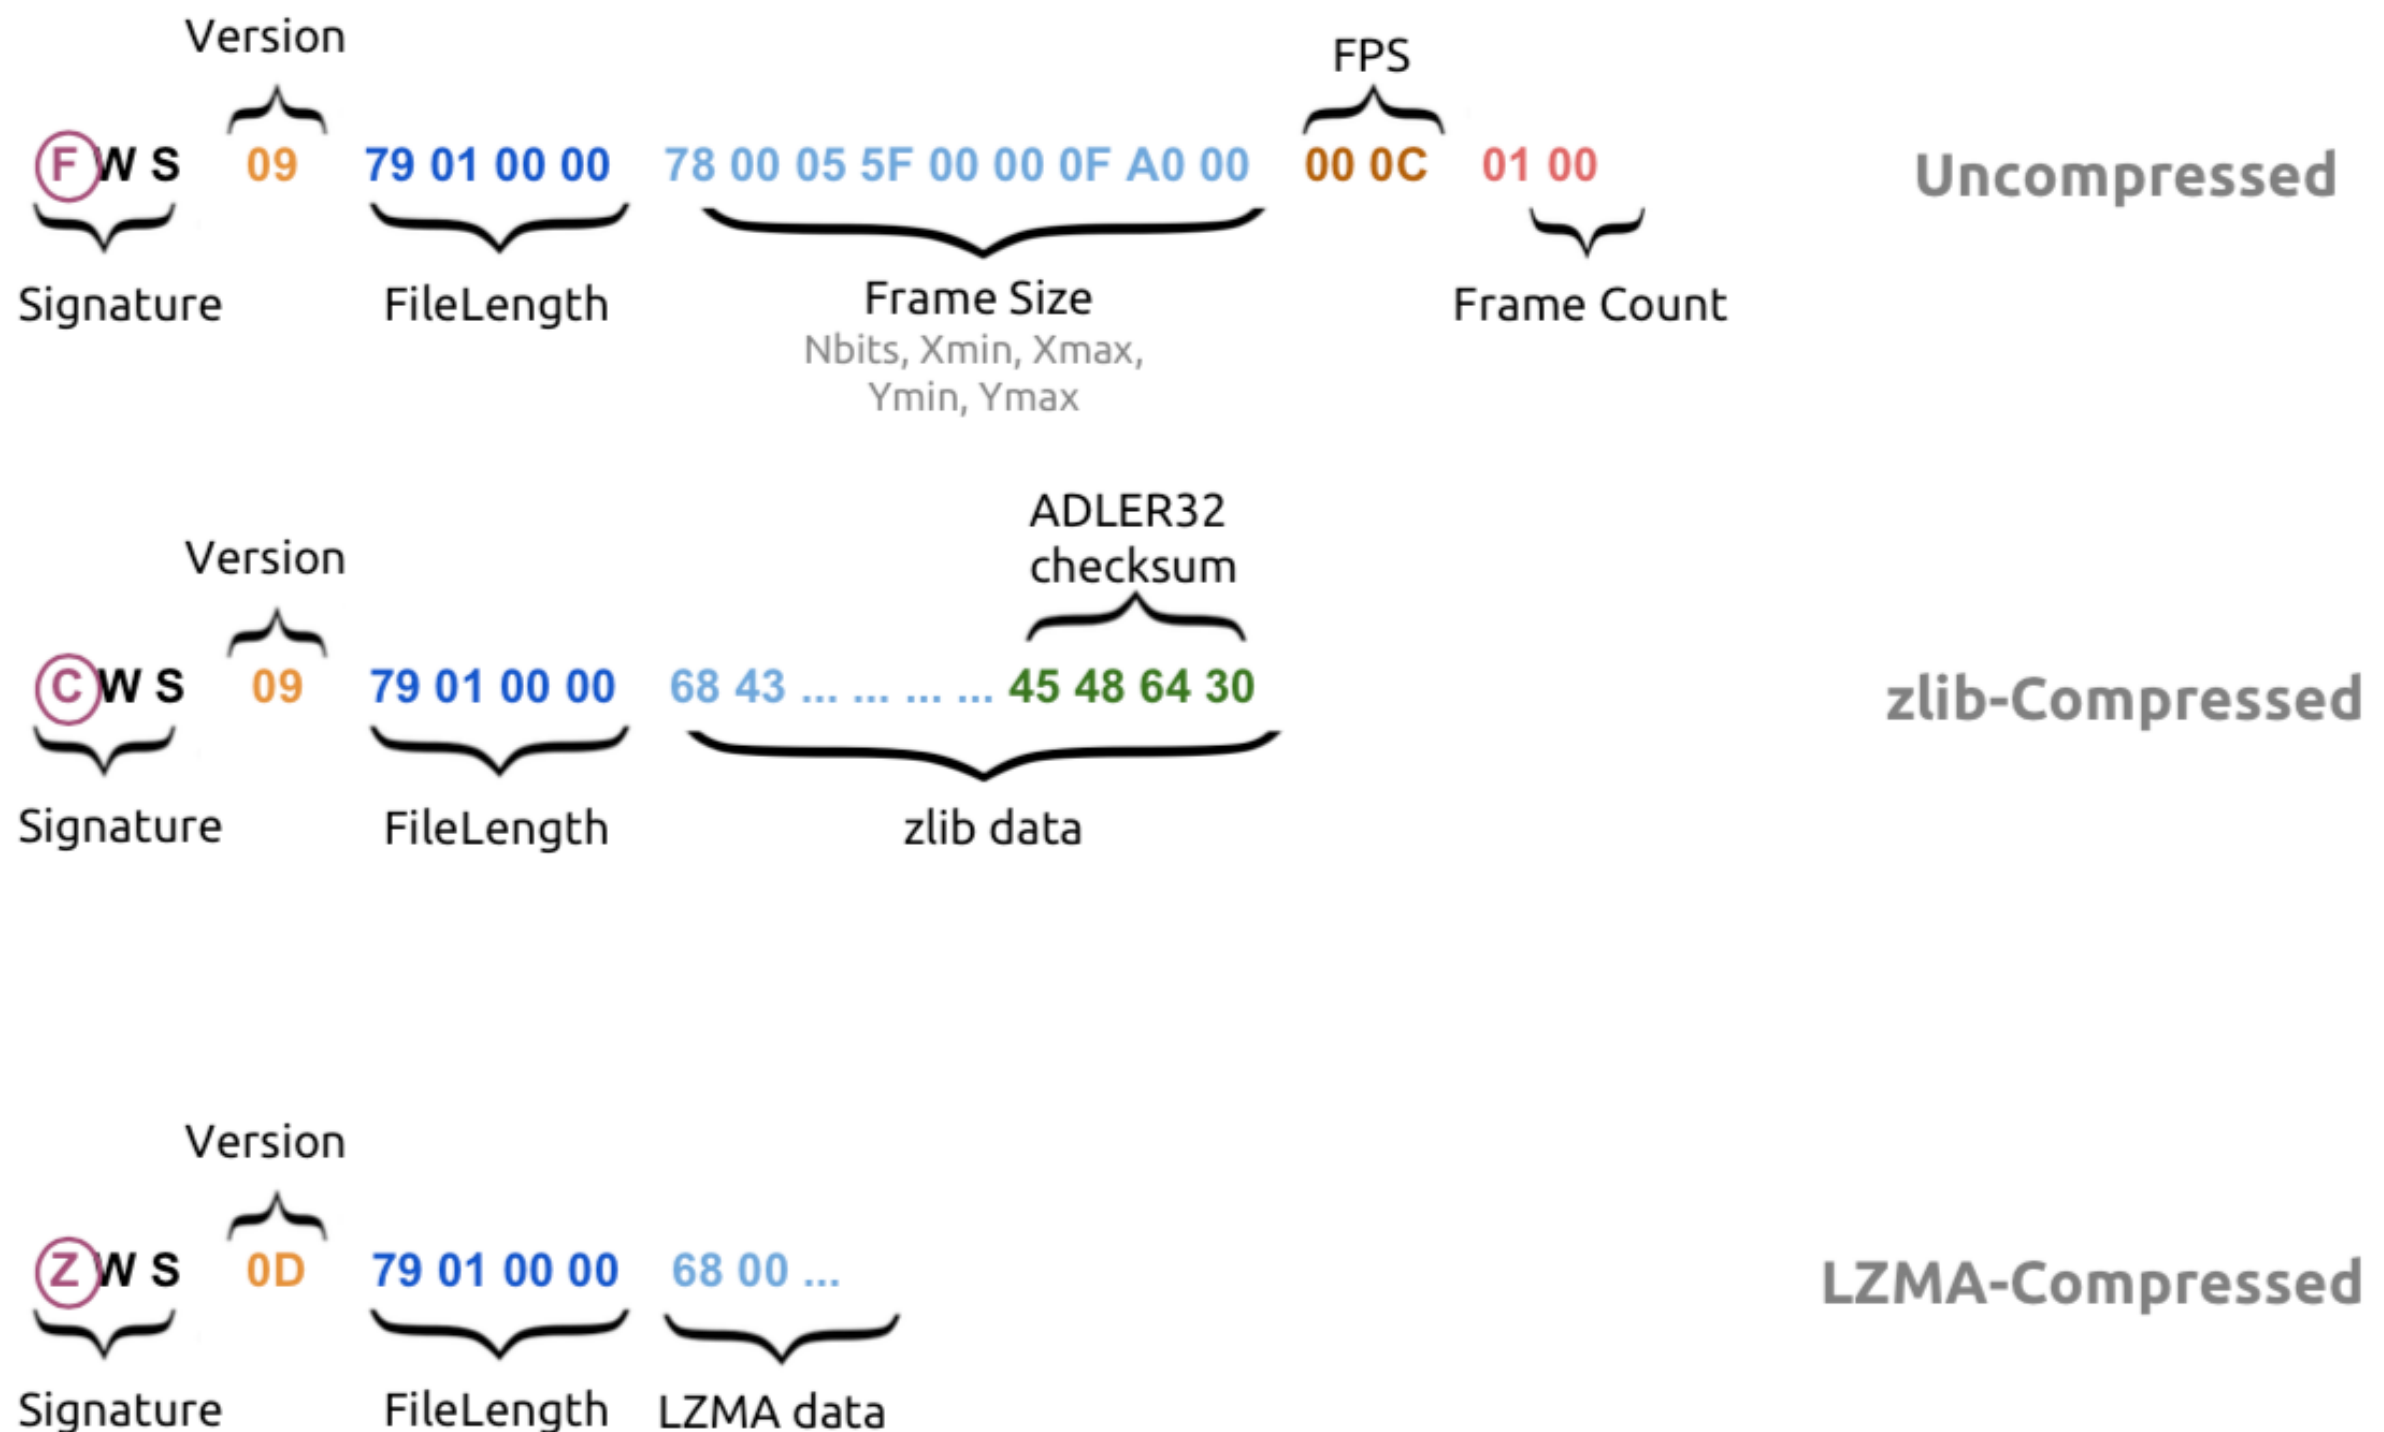 Version
FPS
F W S 09 79 01 00 00 78 00 05 5F 00 00 0F A0 00 00 0C 01 00 Uncompressed
Signature FileLength Frame Size Frame Count
Nbits, Xmin, Xmax,
Ymin, Ymax
ADLER32
Version checksum
C W S 09 79 01 00 00 68 43 ... ... ... ... 45 48 64 30 zlib-Compressed
Signature FileLength zlib data
Version
Z W S 0D 79 01 00 00 68 00 ... LZMA-Compressed
Signature FileLength LZMA data